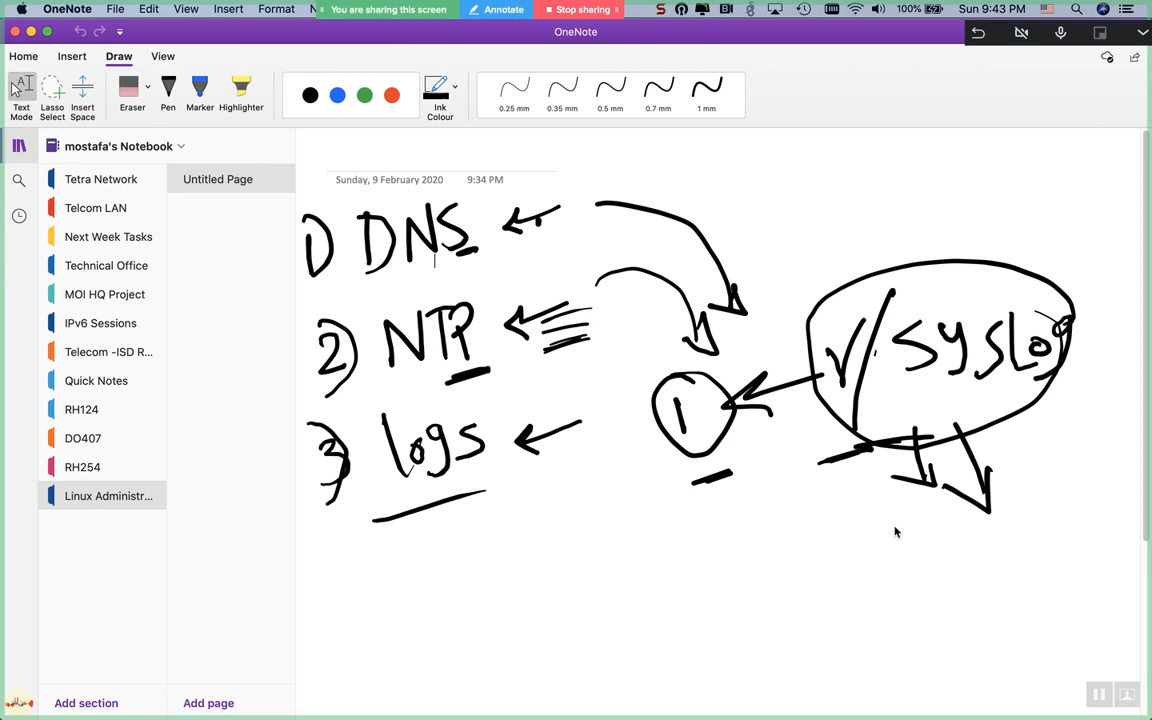 OneNote File Edit View Insert Format
You are sharing this screen Annotate Stop sharing
100% Sun 9:43 PM
OneNote
Home Insert Draw View
Text Mode
Lasso Select
Insert Space
Eraser Pen Marker Highlighter
Ink Colour
0.25 mm 0.35 mm 0.5 mm 0.7 mm 1 mm
mostafa's Notebook
Tetra Network
Telcom LAN
Next Week Tasks
Technical Office
MOI HQ Project
IPv6 Sessions
Telecom -ISD R...
Quick Notes
RH124
DO407
RH254
Linux Administr...
Add section
Untitled Page
Add page
Sunday, 9 February 2020 9:34 PM
1) DNS
2) NTP
3) logs
1
syslog